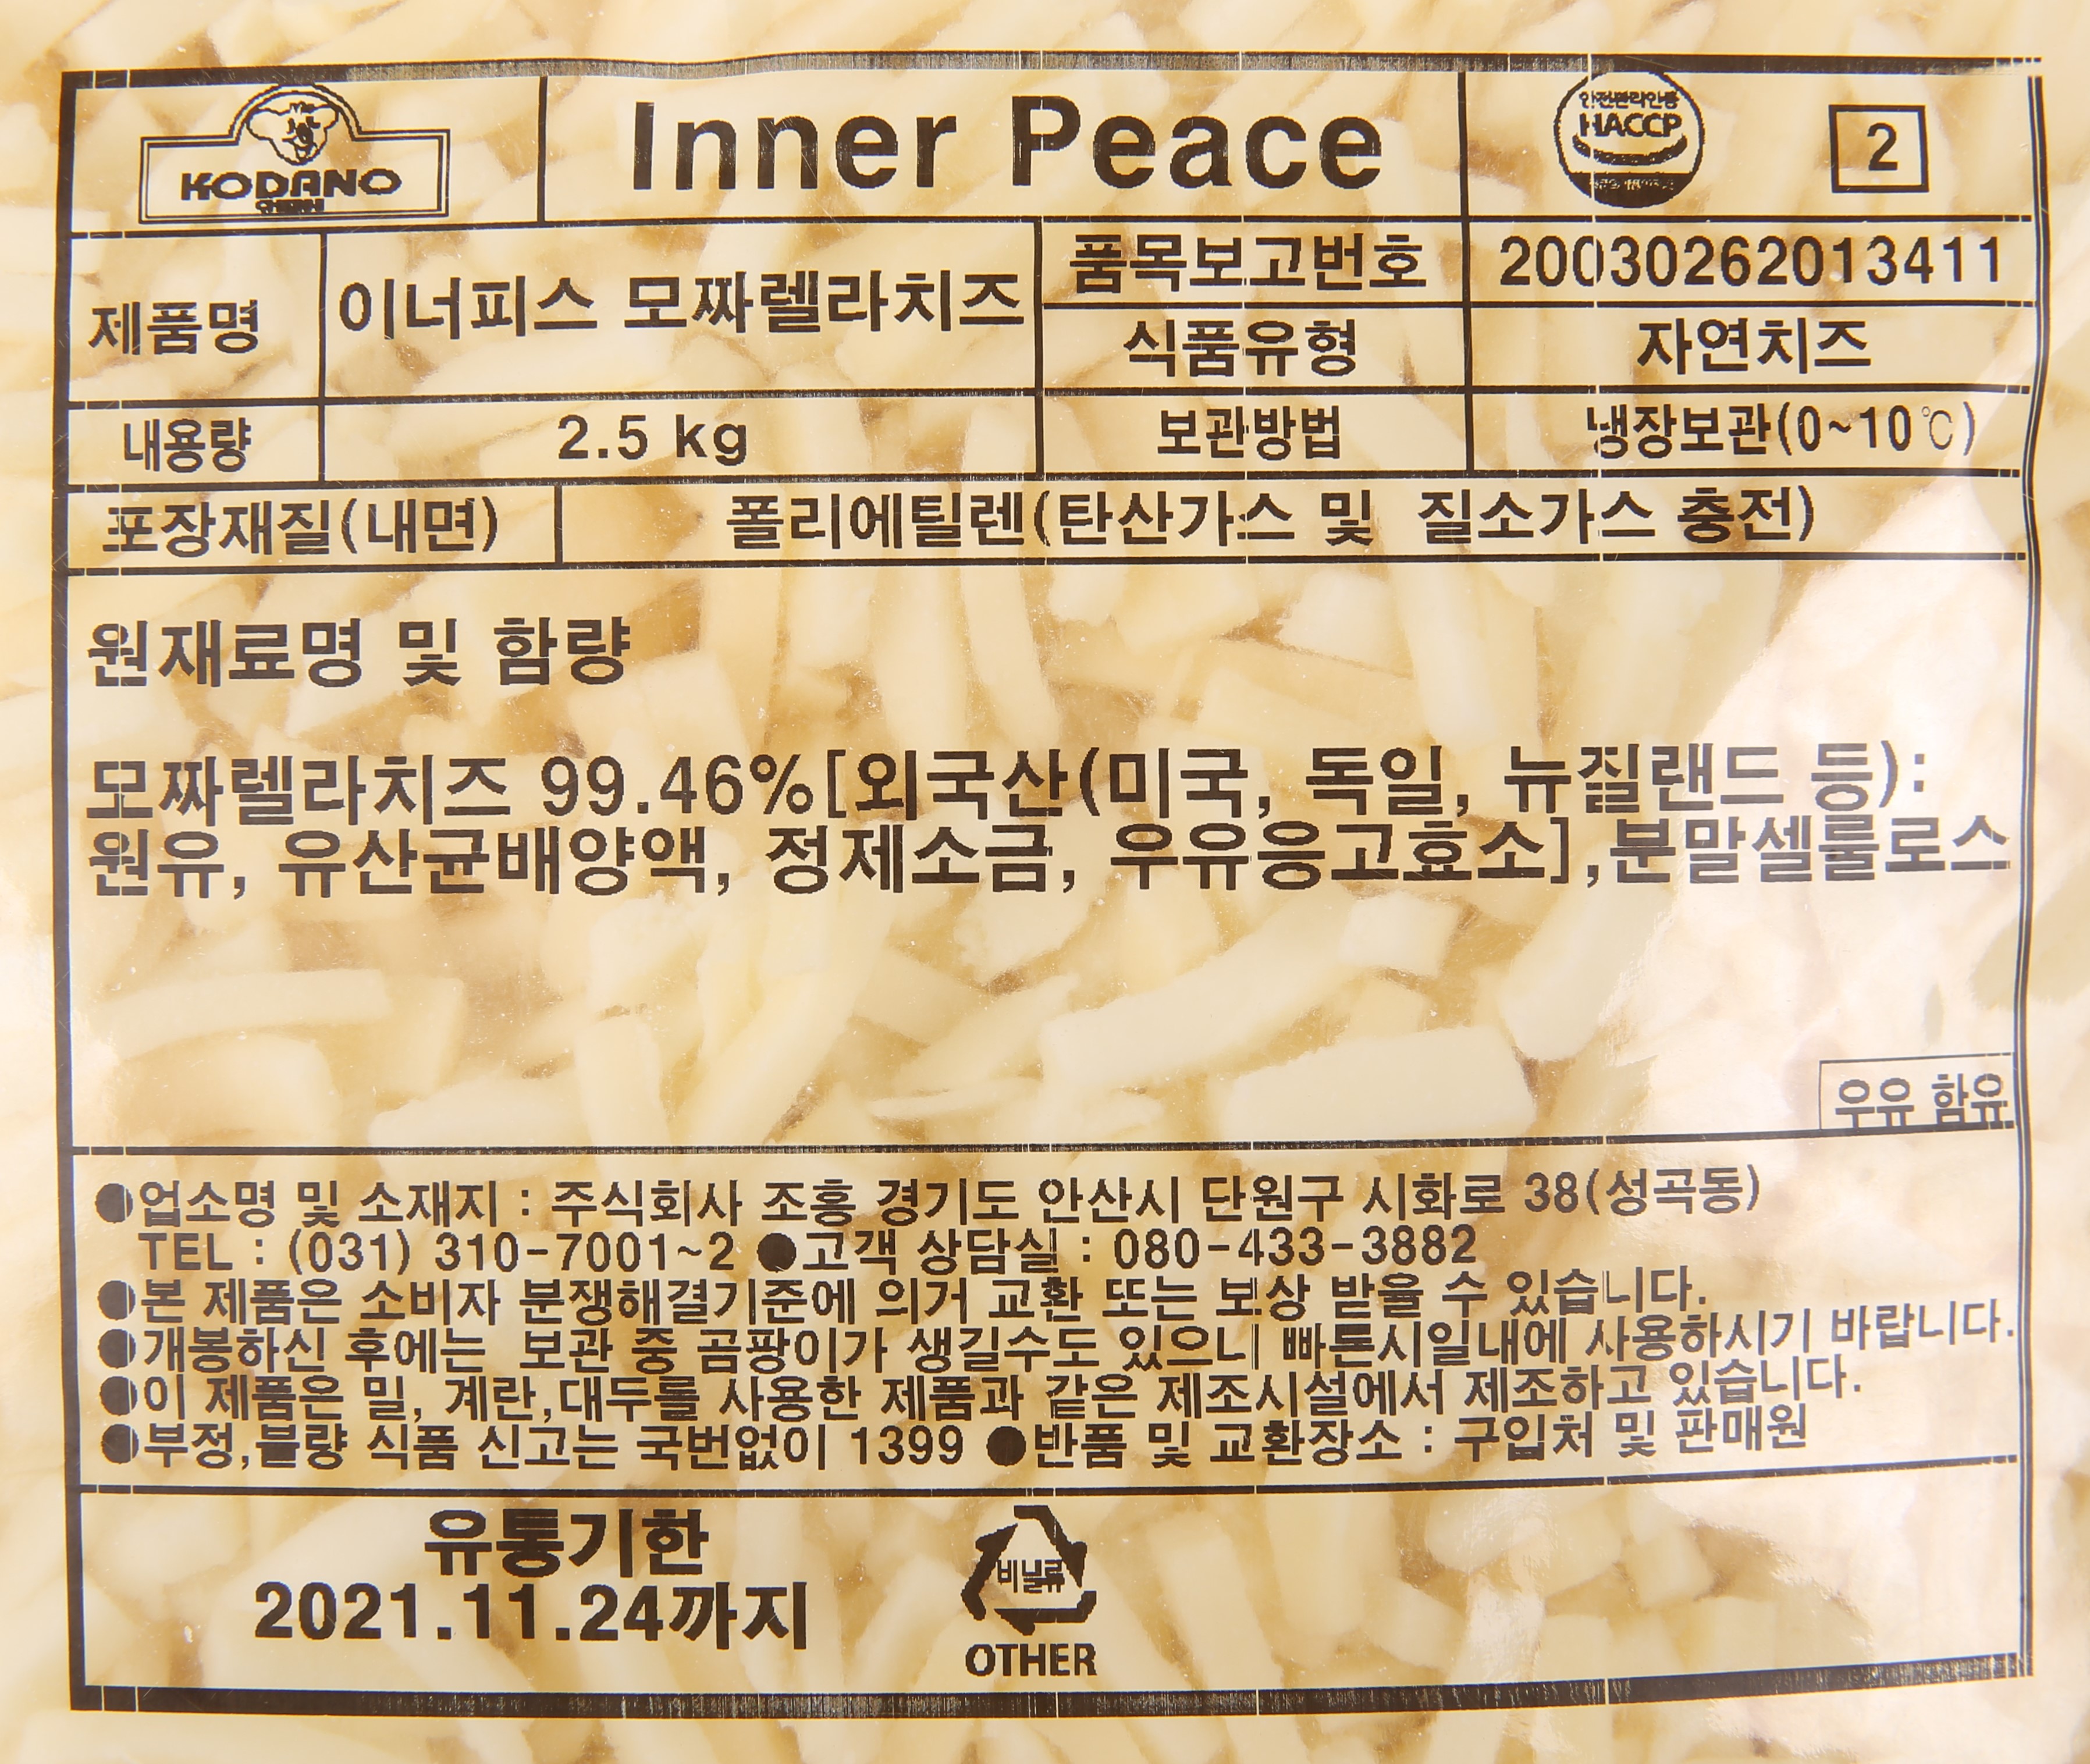 KODANO
Inner Peace
안전관리인증
HACCP
2
제품명
이너피스 모짜렐라치즈
품목보고번호
20030262013411
식품유형
자연치즈
내용량
2.5 kg
보관방법
냉장보관(0~10℃)
포장재질(내면)
폴리에틸렌(탄산가스 및 질소가스 충전)
원재료명 및 함량
모짜렐라치즈 99.46%[외국산(미국, 독일, 뉴질랜드 등):
원유, 유산균배양액, 정제소금, 우유응고효소],분말셀룰로스
우유 함유
●업소명 및 소재지 : 주식회사 조흥 경기도 안산시 단원구 시화로 38(성곡동)
TEL : (031) 310-7001~2 ●고객 상담실 : 080-433-3882
●본 제품은 소비자 분쟁해결기준에 의거 교환 또는 보상 받을 수 있습니다.
●개봉하신 후에는 보관 중 곰팡이가 생길수도 있으니 빠튼시일내에 사용하시기 바랍니다.
●이 제품은 밀, 계란,대두를 사용한 제품과 같은 제조시설에서 제조하고 있습니다.
●부정,불량 식품 신고는 국번없이 1399 ●반품 및 교환장소 : 구입처 및 판매원
유통기한
2021.11.24까지
비닐류
OTHER